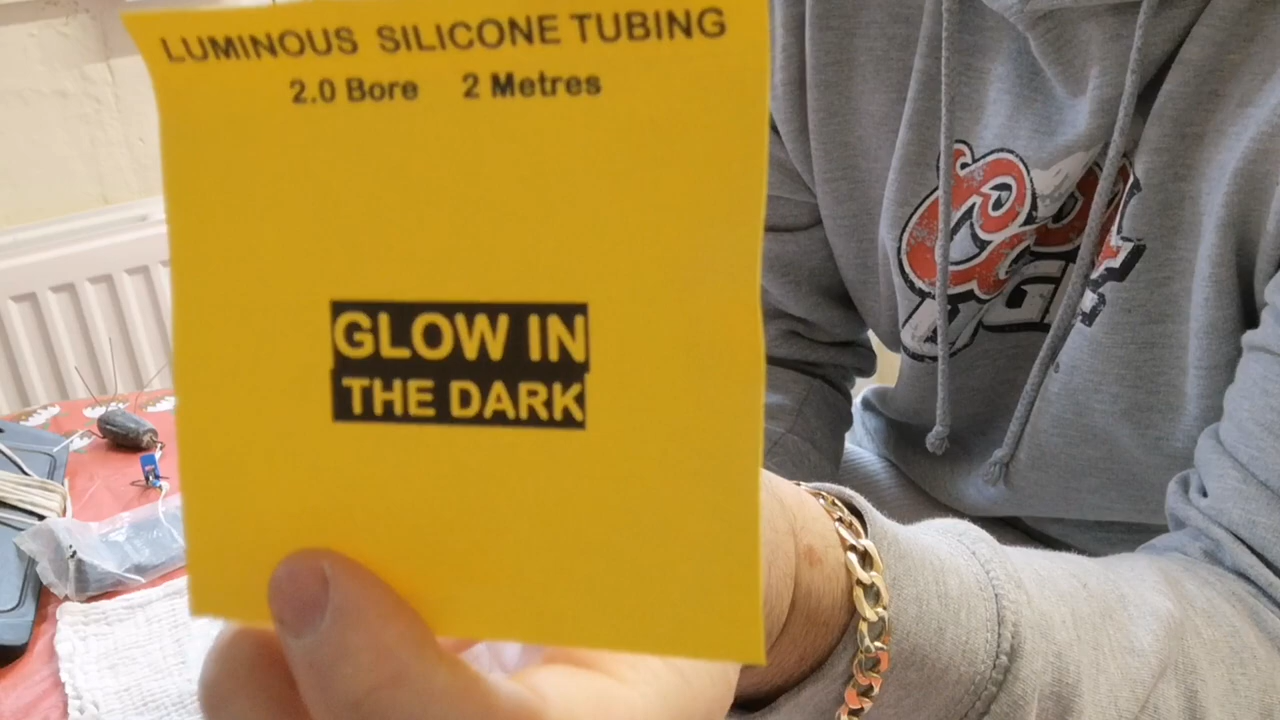 LUMINOUS SILICONE TUBING
2.0 Bore 2 Metres
GLOW IN
THE DARK